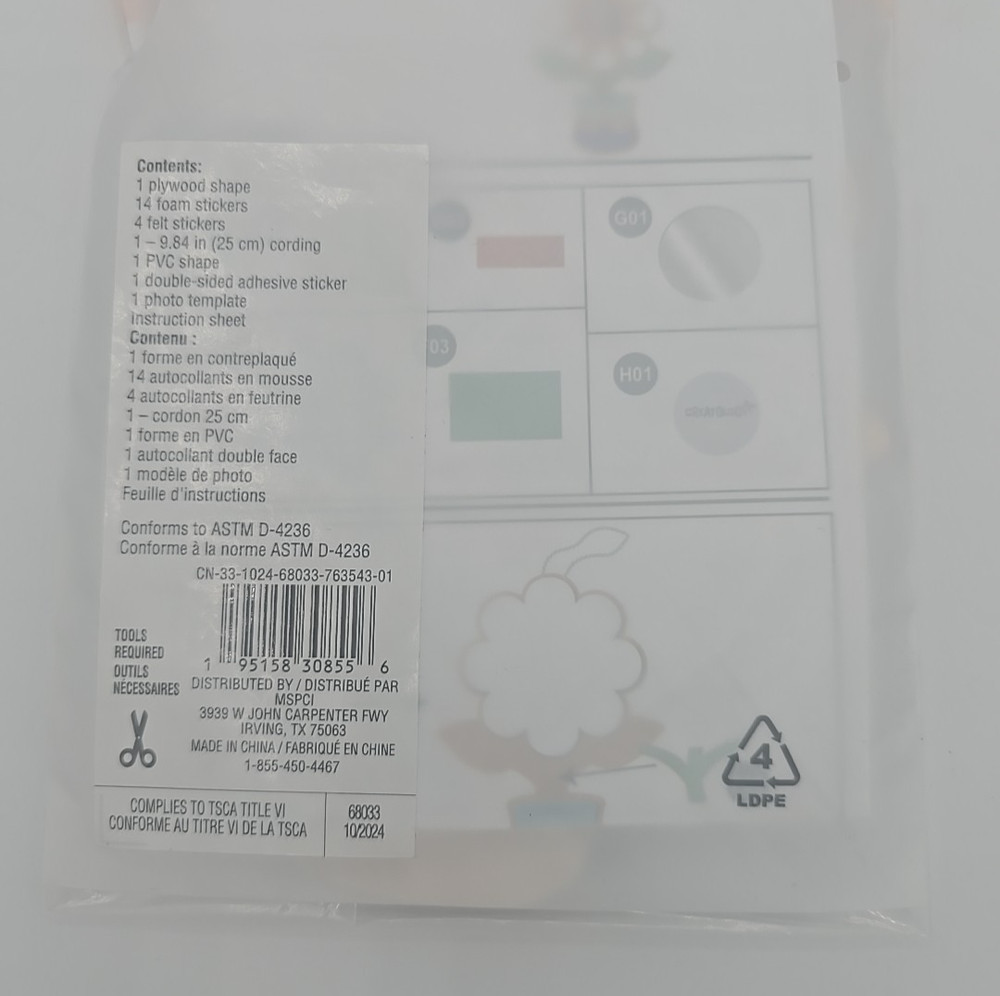 Contents:
1 plywood shape
14 foam stickers
4 felt stickers
1 – 9.84 in (25 cm) cording
1 PVC shape
1 double-sided adhesive sticker
1 photo template
Instruction sheet
Contenu :
1 forme en contreplaqué
14 autocollants en mousse
4 autocollants en feutrine
1 – cordon 25 cm
1 forme en PVC
1 autocollant double face
1 modèle de photo
Feuille d'instructions
Conforms to ASTM D-4236
Conforme à la norme ASTM D-4236
CN-33-1024-68033-763543-01
1 95158 30855 6
TOOLS
REQUIRED
OUTILS
NÉCESSAIRES
DISTRIBUTED BY / DISTRIBUÉ PAR
MSPCI
3939 W JOHN CARPENTER FWY
IRVING, TX 75063
MADE IN CHINA / FABRIQUÉ EN CHINE
1-855-450-4467
COMPLIES TO TSCA TITLE VI
CONFORME AU TITRE VI DE LA TSCA
68033
10/2024
G01
03
H01
4
LDPE